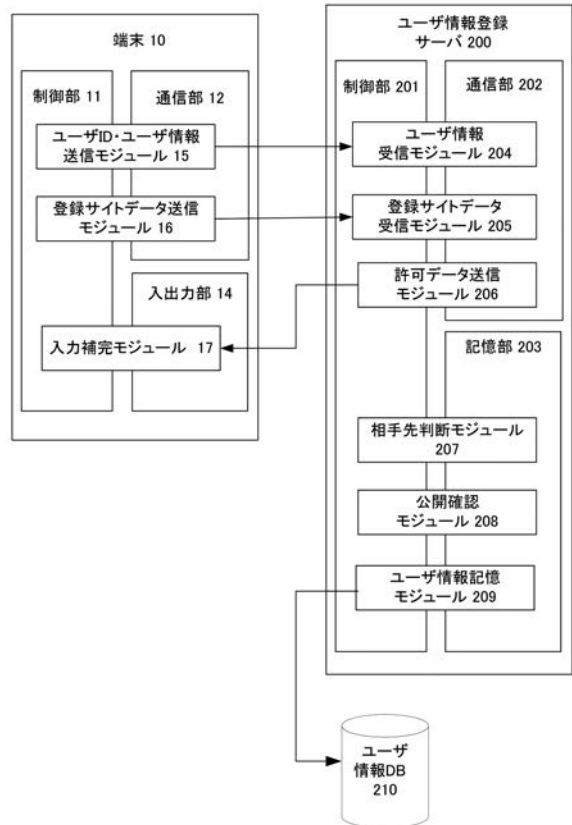 端末 10
制御部 11
通信部 12
ユーザID・ユーザ情報
送信モジュール 15
登録サイトデータ送信
モジュール 16
入出力部 14
入力補完モジュール 17
ユーザ情報登録
サーバ 200
制御部 201
通信部 202
ユーザ情報
受信モジュール 204
登録サイトデータ
受信モジュール 205
許可データ送信
モジュール 206
記憶部 203
相手先判断モジュール
207
公開確認
モジュール 208
ユーザ情報記憶
モジュール 209
ユーザ
情報DB
210